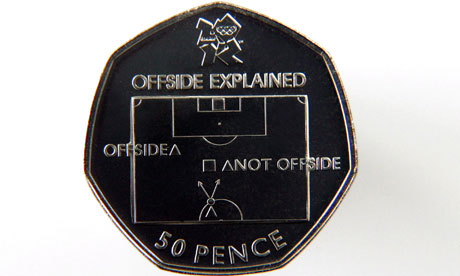 OFFSIDE EXPLAINED
OFFSIDE
NOT OFFSIDE
50 PENCE